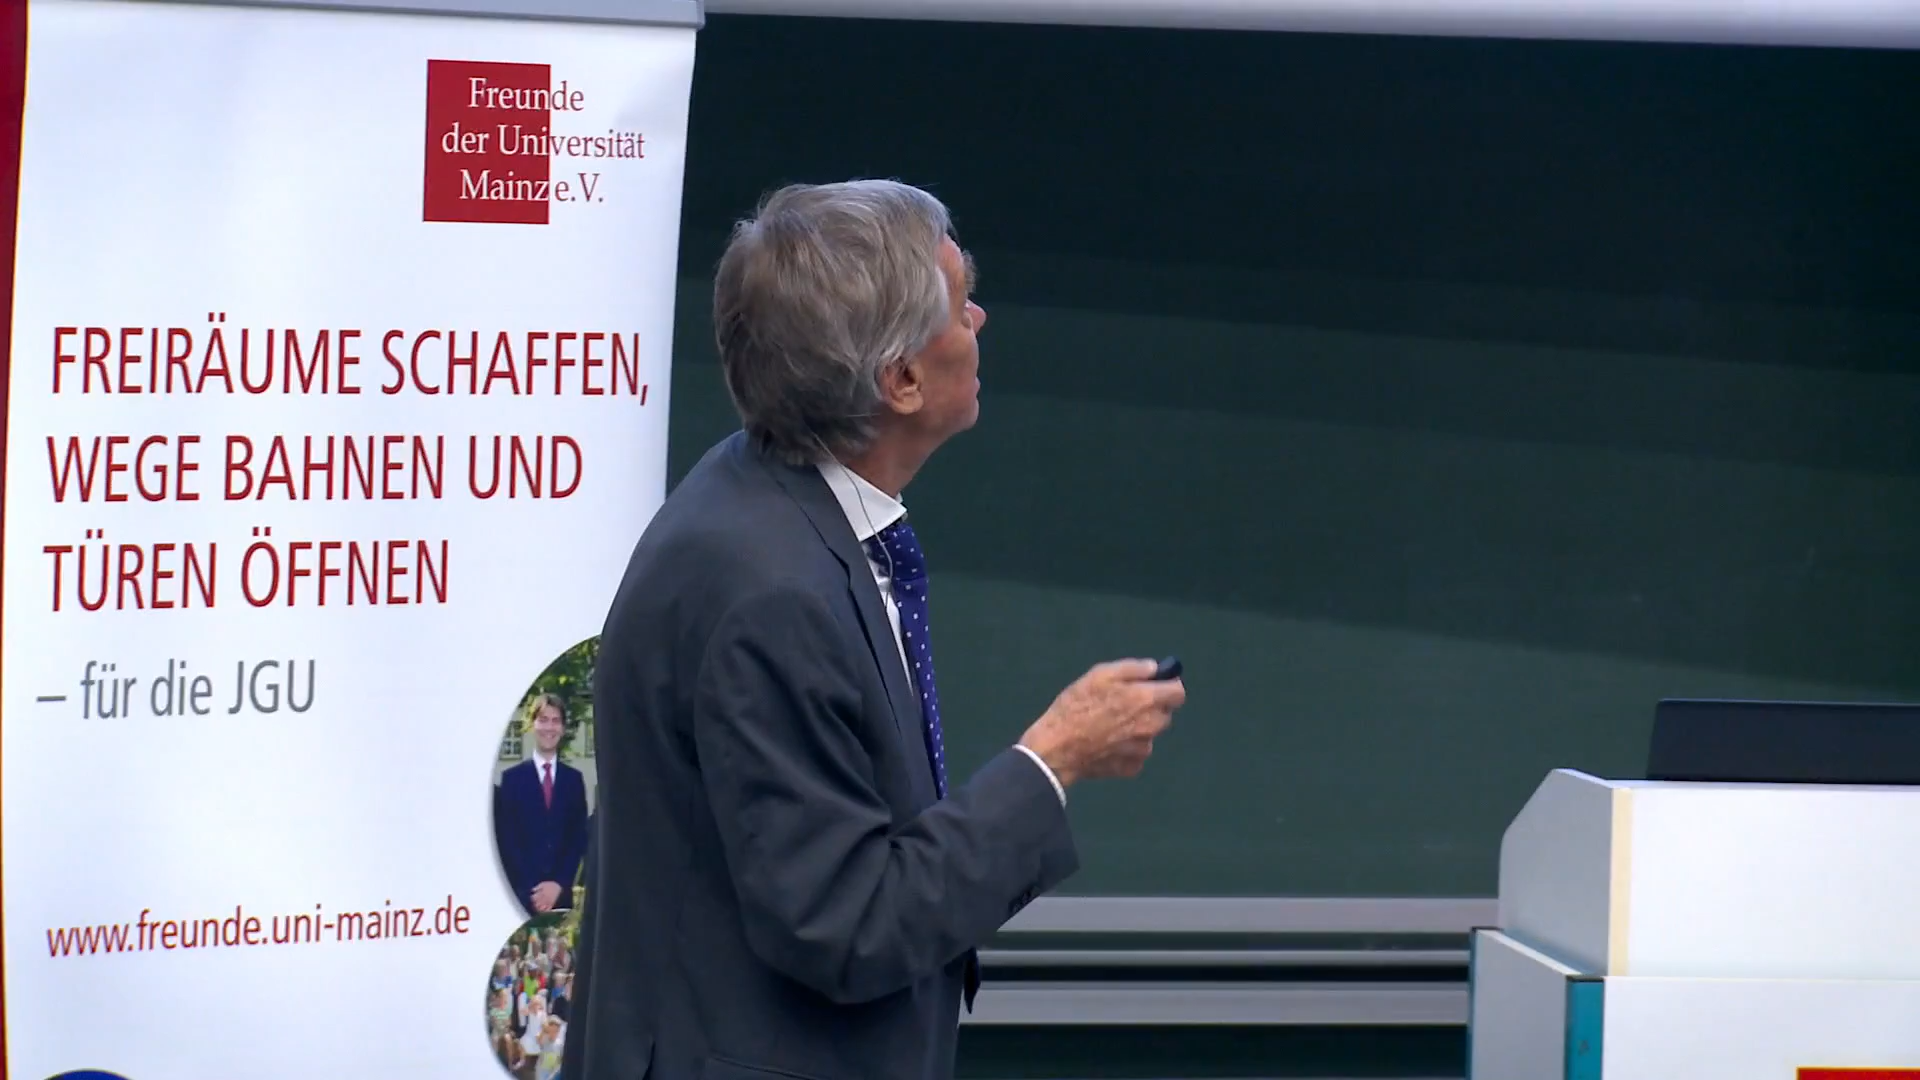 Freunde
der Universität
Mainz e.V.
FREIRÄUME SCHAFFEN,
WEGE BAHNEN UND
TÜREN ÖFFNEN
– für die JGU
www.freunde.uni-mainz.de